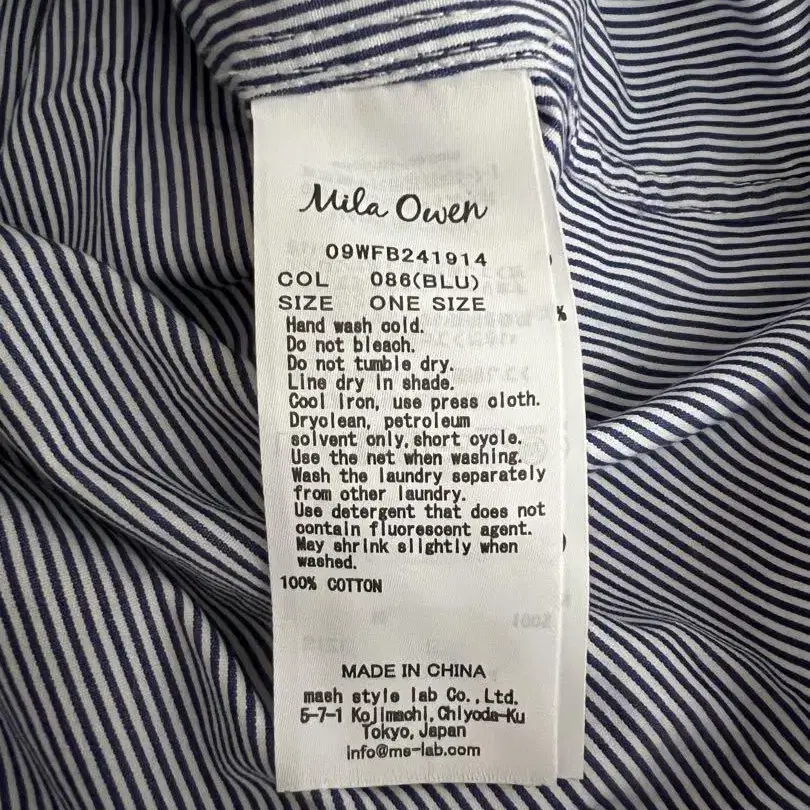 Mila Owen
09WFB241914
COL 086(BLU)
SIZE ONE SIZE
Hand wash cold.
Do not bleach.
Do not tumble dry.
Line dry in shade.
Cool Iron, use press cloth.
Dryclean, petroleum
solvent only, short cycle.
Use the net when washing.
Wash the laundry separately
from other laundry.
Use detergent that does not
contain fluorescent agent.
May shrink slightly when
washed.
100% COTTON
MADE IN CHINA
mash style lab Co.,Ltd.
5-7-1 Kojimachi,Chiyoda-Ku
Tokyo,Japan
info@ms-lab.com
%